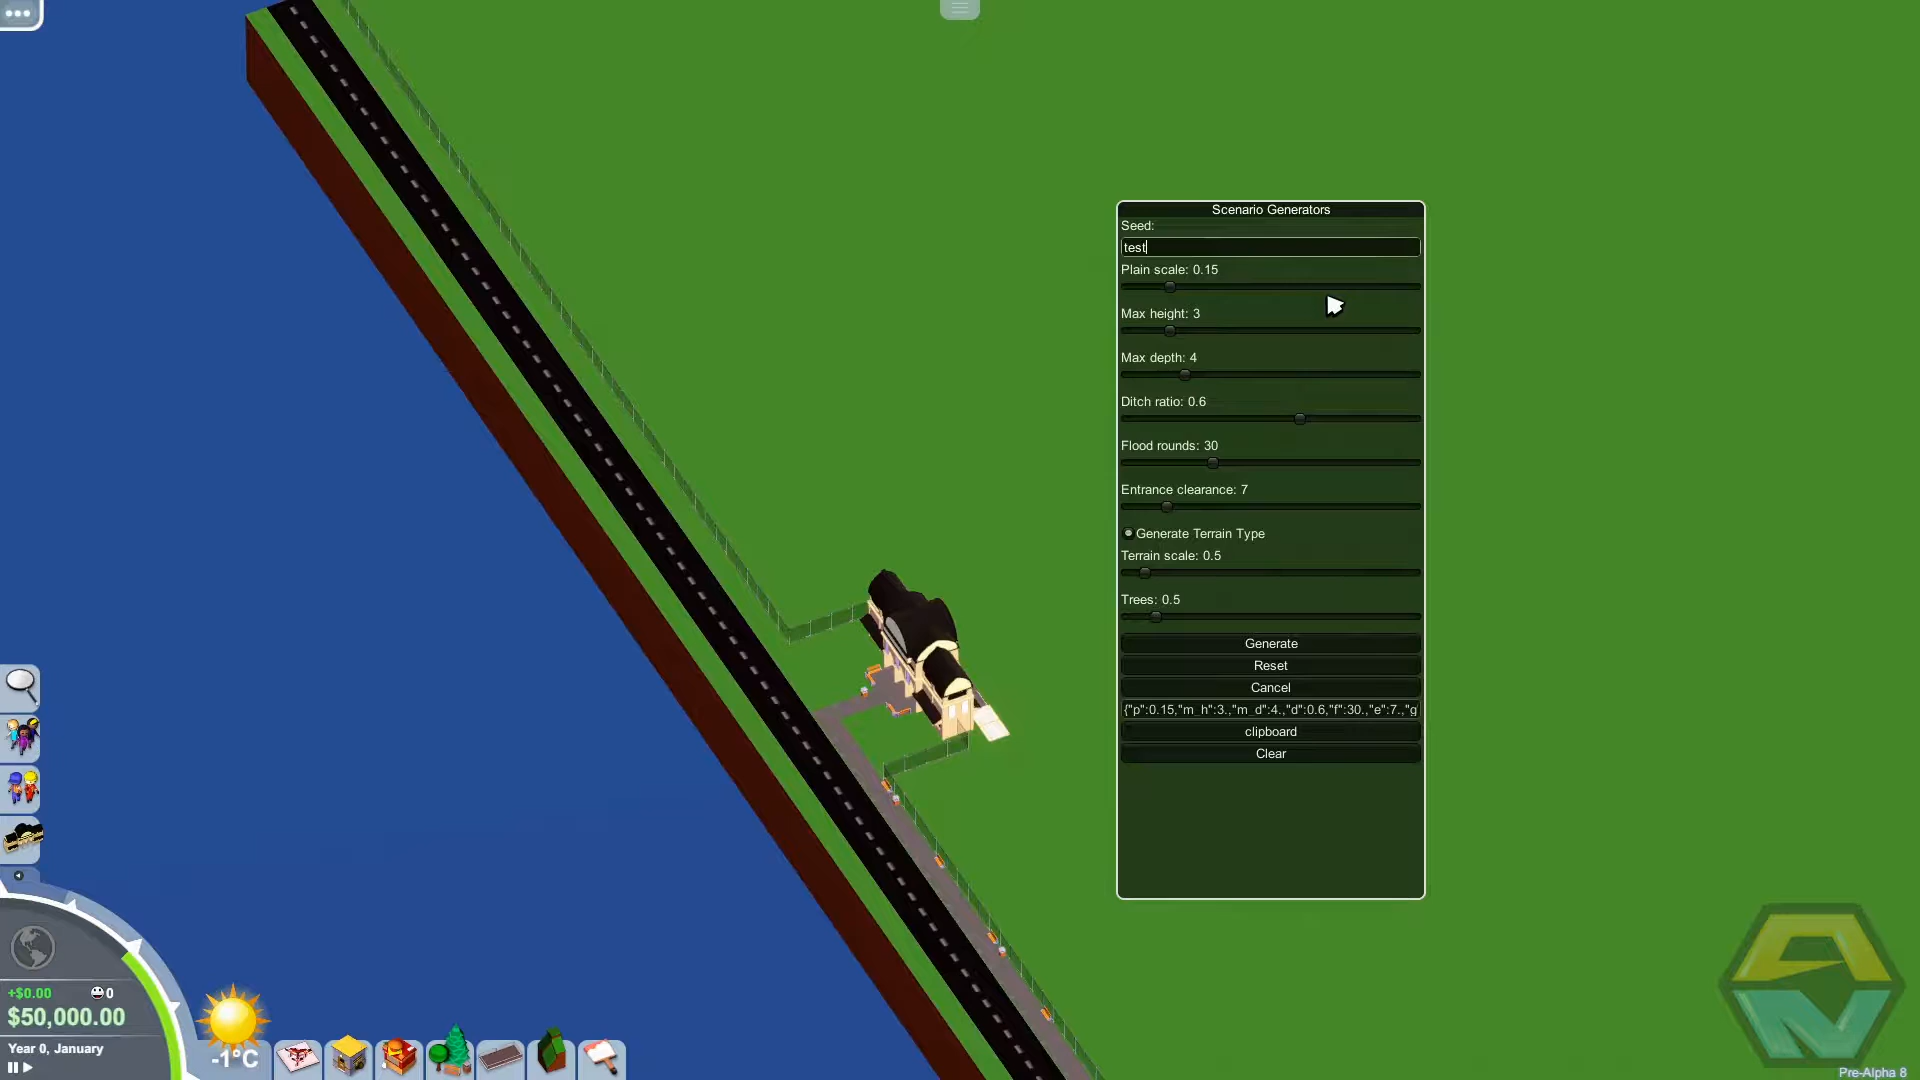 Scenario Generators
Seed:
test
Plain scale: 0.15
Max height: 3
Max depth: 4
Ditch ratio: 0.6
Flood rounds: 30
Entrance clearance: 7
Generate Terrain Type
Terrain scale: 0.5
Trees: 0.5
Generate
Reset
Cancel
{"p":0.15,"m_h":3.,"m_d":4.,"d":0.6,"f":30.,"e":7.,"g
clipboard
Clear
+$0.00 0
$50,000.00
Year 0, January
-1°C
Pre-Alpha 8